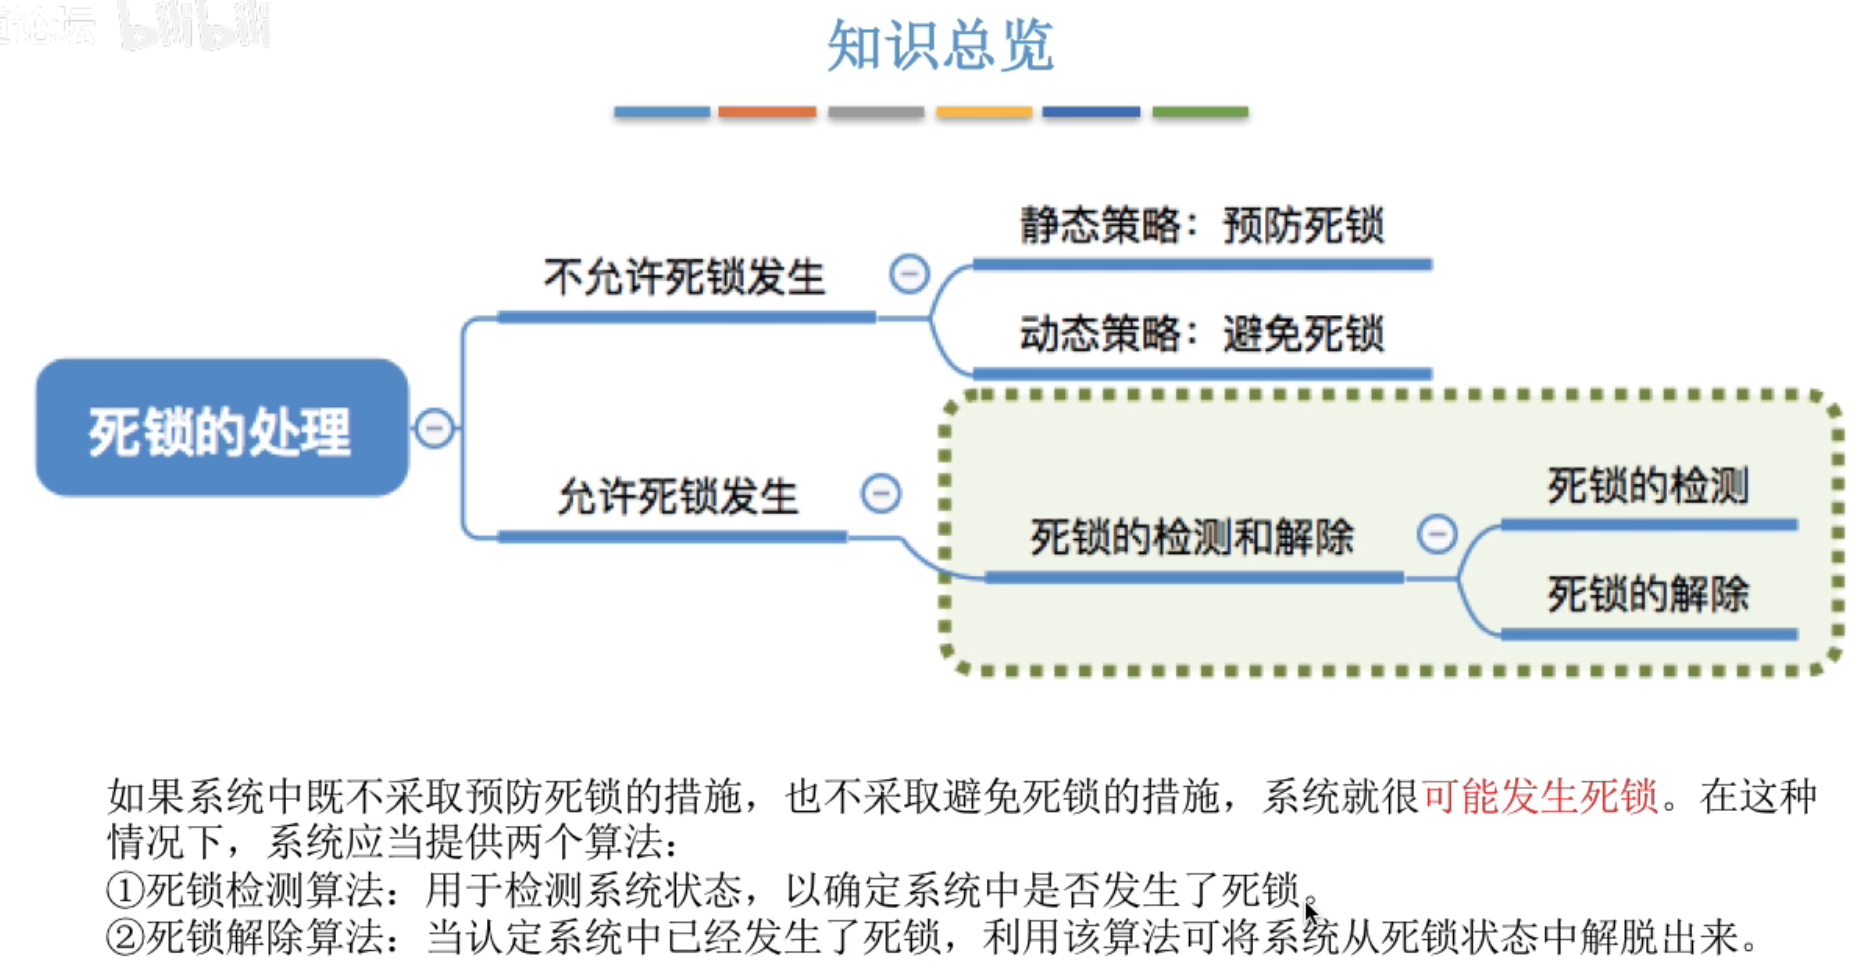 论坛 bilibili
知识总览
静态策略：预防死锁
不允许死锁发生
动态策略：避免死锁
死锁的处理
死锁的检测
允许死锁发生
死锁的检测和解除
死锁的解除
如果系统中既不采取预防死锁的措施，也不采取避免死锁的措施，系统就很可能发生死锁。在这种
情况下，系统应当提供两个算法：
①死锁检测算法：用于检测系统状态，以确定系统中是否发生了死锁。
②死锁解除算法：当认定系统中已经发生了死锁，利用该算法可将系统从死锁状态中解脱出来。